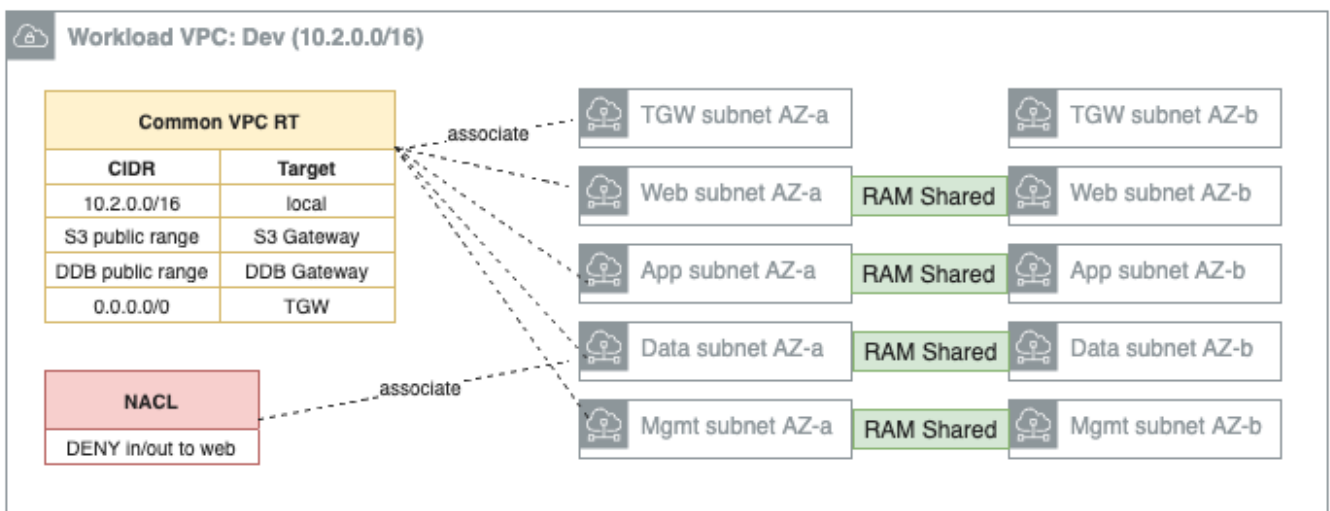 Workload VPC: Dev (10.2.0.0/16)
Common VPC RT
CIDR Target
10.2.0.0/16 local
S3 public range S3 Gateway
DDB public range DDB Gateway
0.0.0.0/0 TGW
NACL
DENY in/out to web
associate
associate
TGW subnet AZ-a TGW subnet AZ-b
Web subnet AZ-a RAM Shared Web subnet AZ-b
App subnet AZ-a RAM Shared App subnet AZ-b
Data subnet AZ-a RAM Shared Data subnet AZ-b
Mgmt subnet AZ-a RAM Shared Mgmt subnet AZ-b